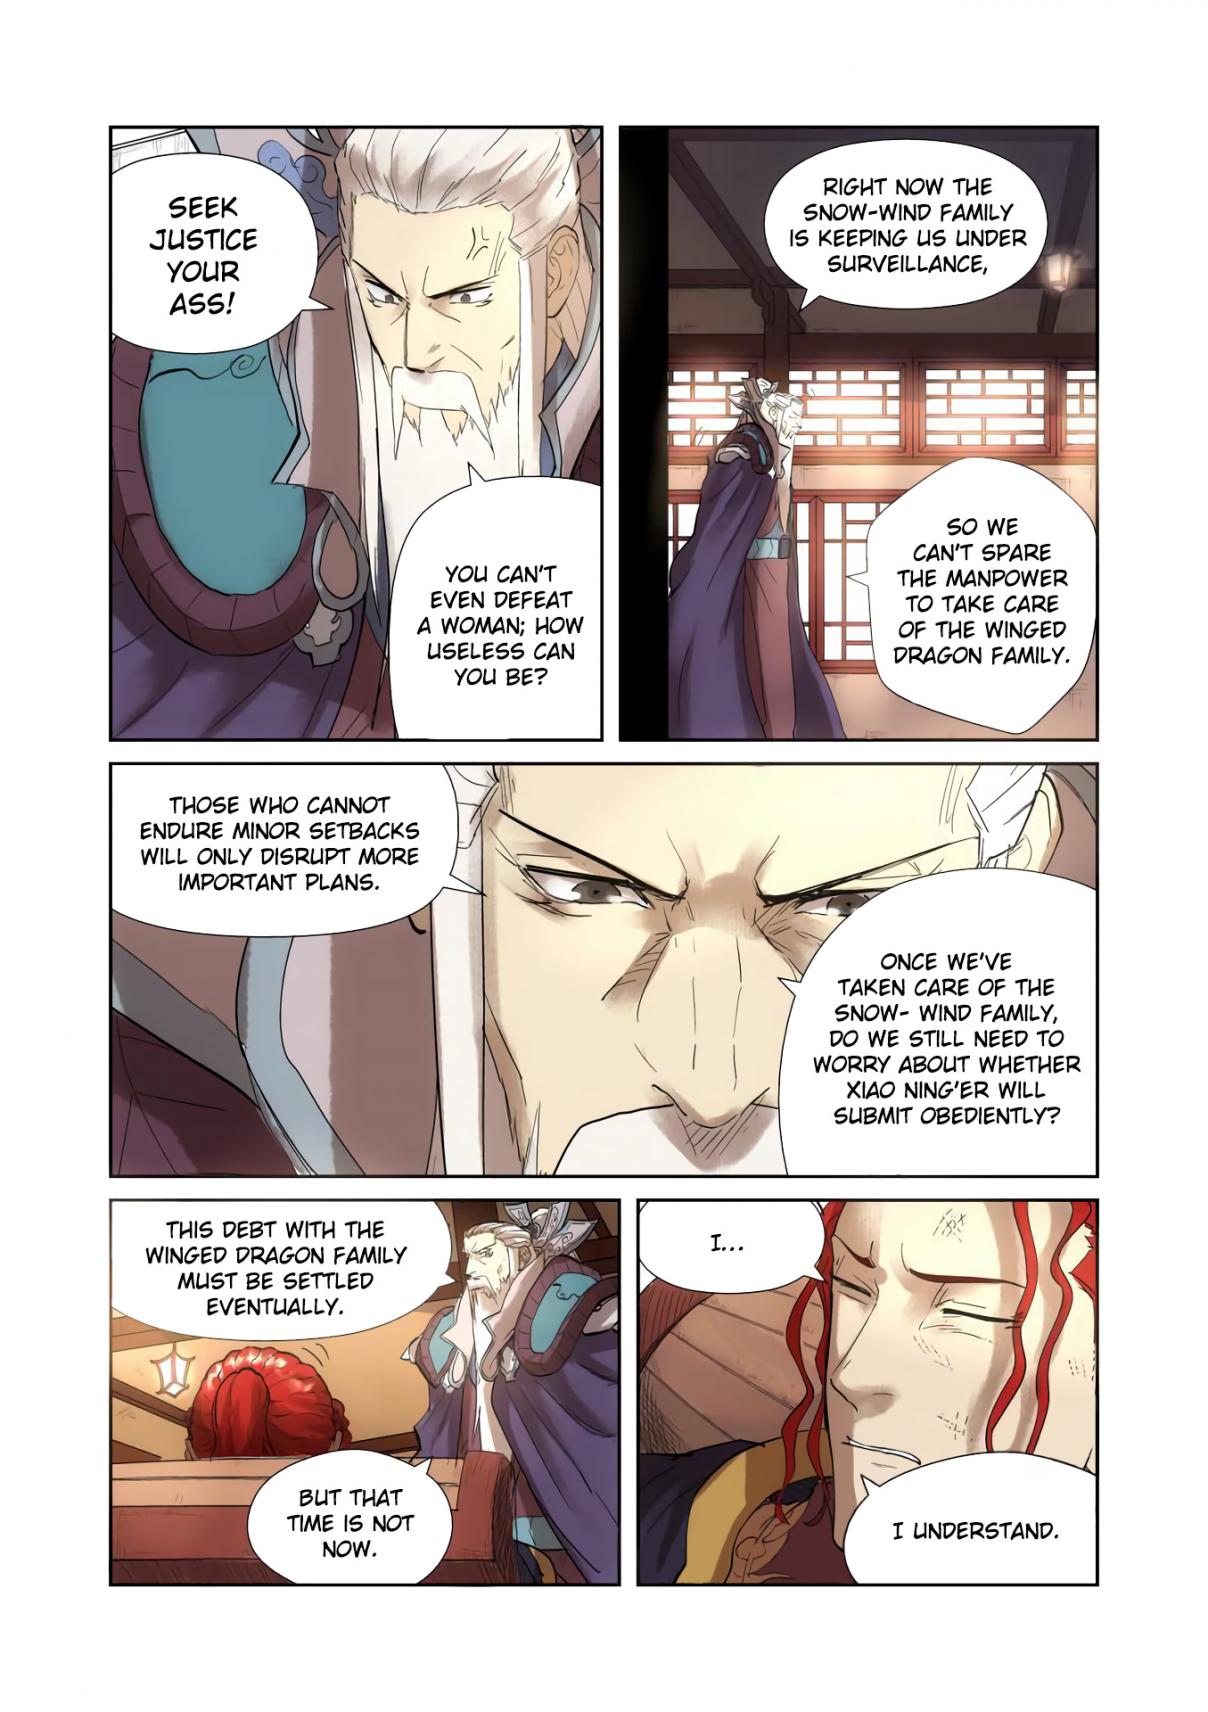 SEEK
JUSTICE
YOUR
ASS!
YOU CAN'T
EVEN DEFEAT
A WOMAN; HOW
USELESS CAN
YOU BE?
RIGHT NOW THE
SNOW-WIND FAMILY
IS KEEPING US UNDER
SURVEILLANCE,
SO WE
CAN'T SPARE
THE MANPOWER
TO TAKE CARE
OF THE WINGED
DRAGON FAMILY.
THOSE WHO CANNOT
ENDURE MINOR SETBACKS
WILL ONLY DISRUPT MORE
IMPORTANT PLANS.
ONCE WE'VE
TAKEN CARE OF THE
SNOW- WIND FAMILY,
DO WE STILL NEED TO
WORRY ABOUT WHETHER
XIAO NING'ER WILL
SUBMIT OBEDIENTLY?
THIS DEBT WITH THE
WINGED DRAGON FAMILY
MUST BE SETTLED
EVENTUALLY.
BUT THAT
TIME IS NOT
NOW.
I...
I UNDERSTAND.